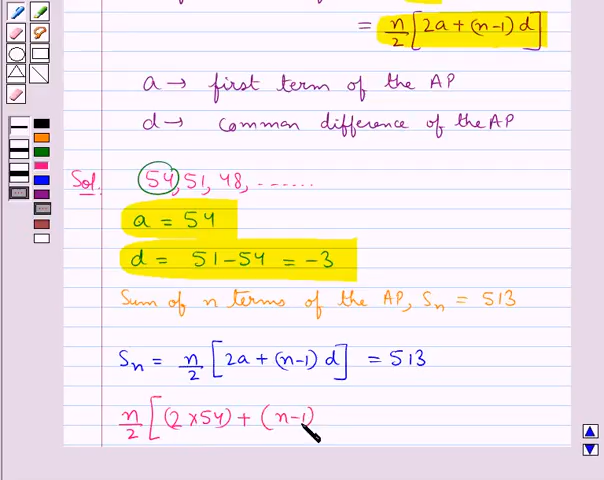 = n/2 [2a + (n-1) d]
a → first term of the AP
d → common difference of the AP
Sol. 54, 51, 48, .......
a = 54
d = 51-54 = -3
Sum of n terms of the AP, Sn = 513
Sn = n/2 [2a + (n-1) d] = 513
n/2 [(2×54) + (n-1)